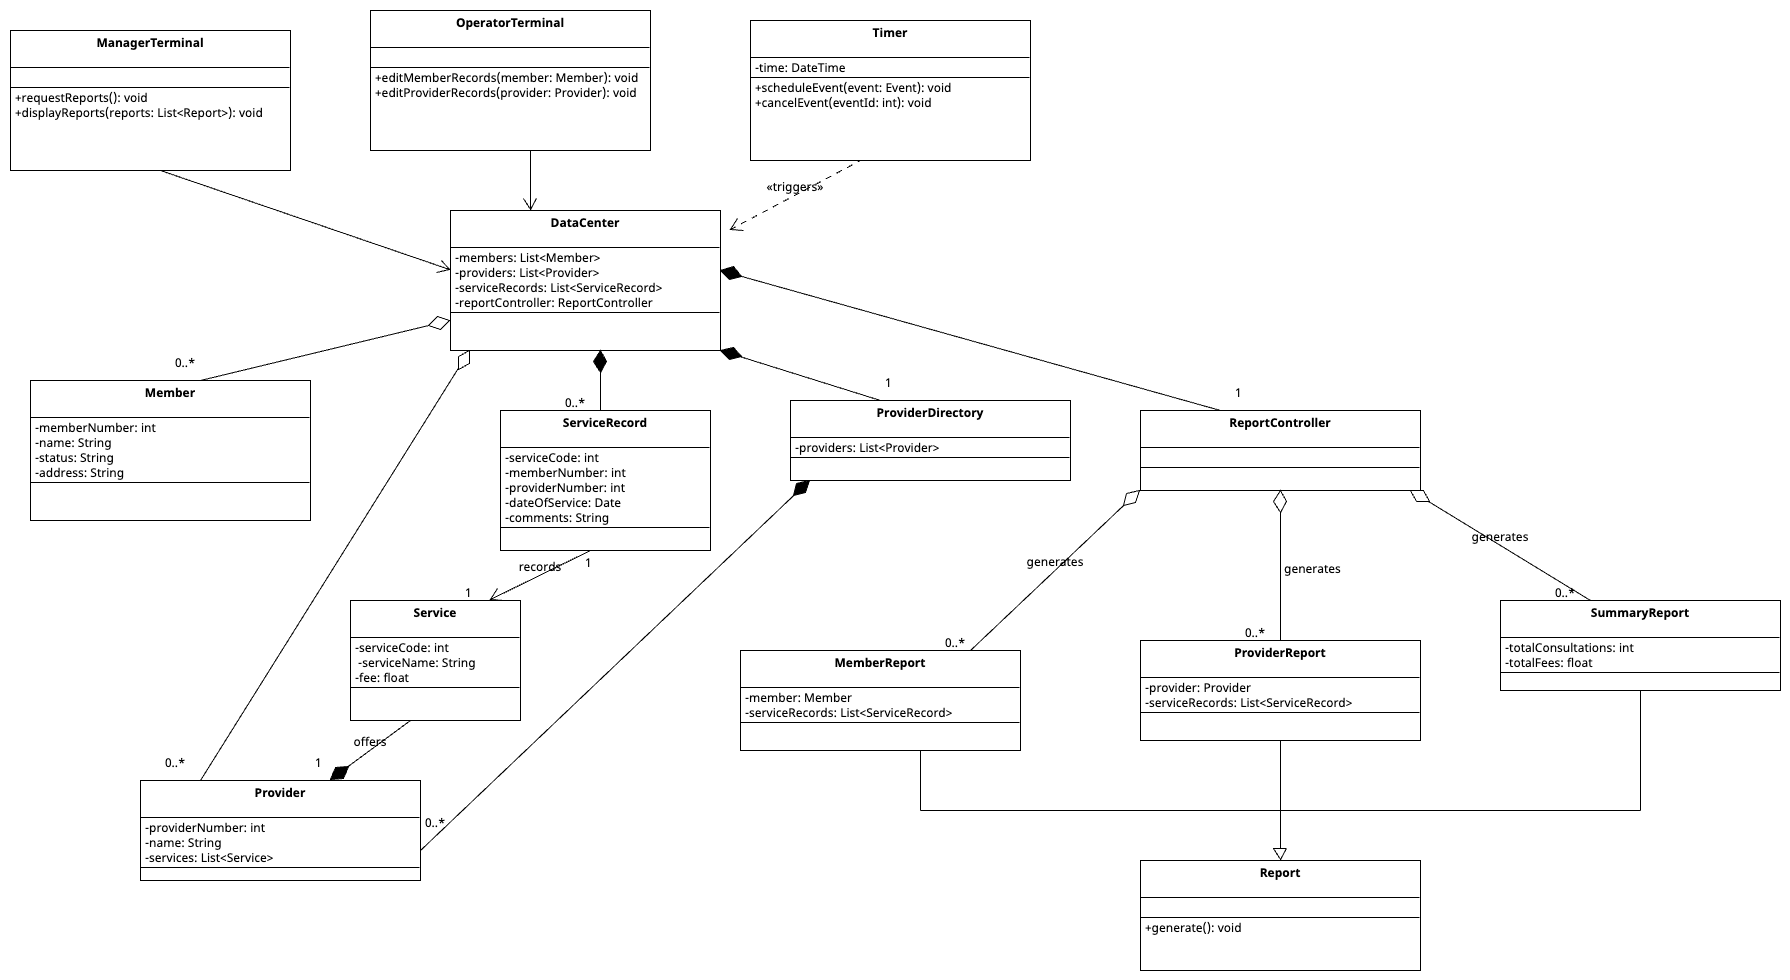 ManagerTerminal
+requestReports(): void
+displayReports(reports: List<Report>): void
OperatorTerminal
+editMemberRecords(member: Member): void
+editProviderRecords(provider: Provider): void
Timer
-time: DateTime
+scheduleEvent(event: Event): void
+cancelEvent(eventId: int): void
«triggers»
DataCenter
-members: List<Member>
-providers: List<Provider>
-serviceRecords: List<ServiceRecord>
-reportController: ReportController
0..*
Member
-memberNumber: int
-name: String
-status: String
-address: String
0..*
ServiceRecord
-serviceCode: int
-memberNumber: int
-providerNumber: int
-dateOfService: Date
-comments: String
1
ProviderDirectory
-providers: List<Provider>
1
ReportController
records
1
1
Service
-serviceCode: int
-serviceName: String
-fee: float
offers
1
0..*
Provider
-providerNumber: int
-name: String
-services: List<Service>
0..*
generates
generates
generates
0..*
MemberReport
-member: Member
-serviceRecords: List<ServiceRecord>
0..*
ProviderReport
-provider: Provider
-serviceRecords: List<ServiceRecord>
0..*
SummaryReport
-totalConsultations: int
-totalFees: float
Report
+generate(): void